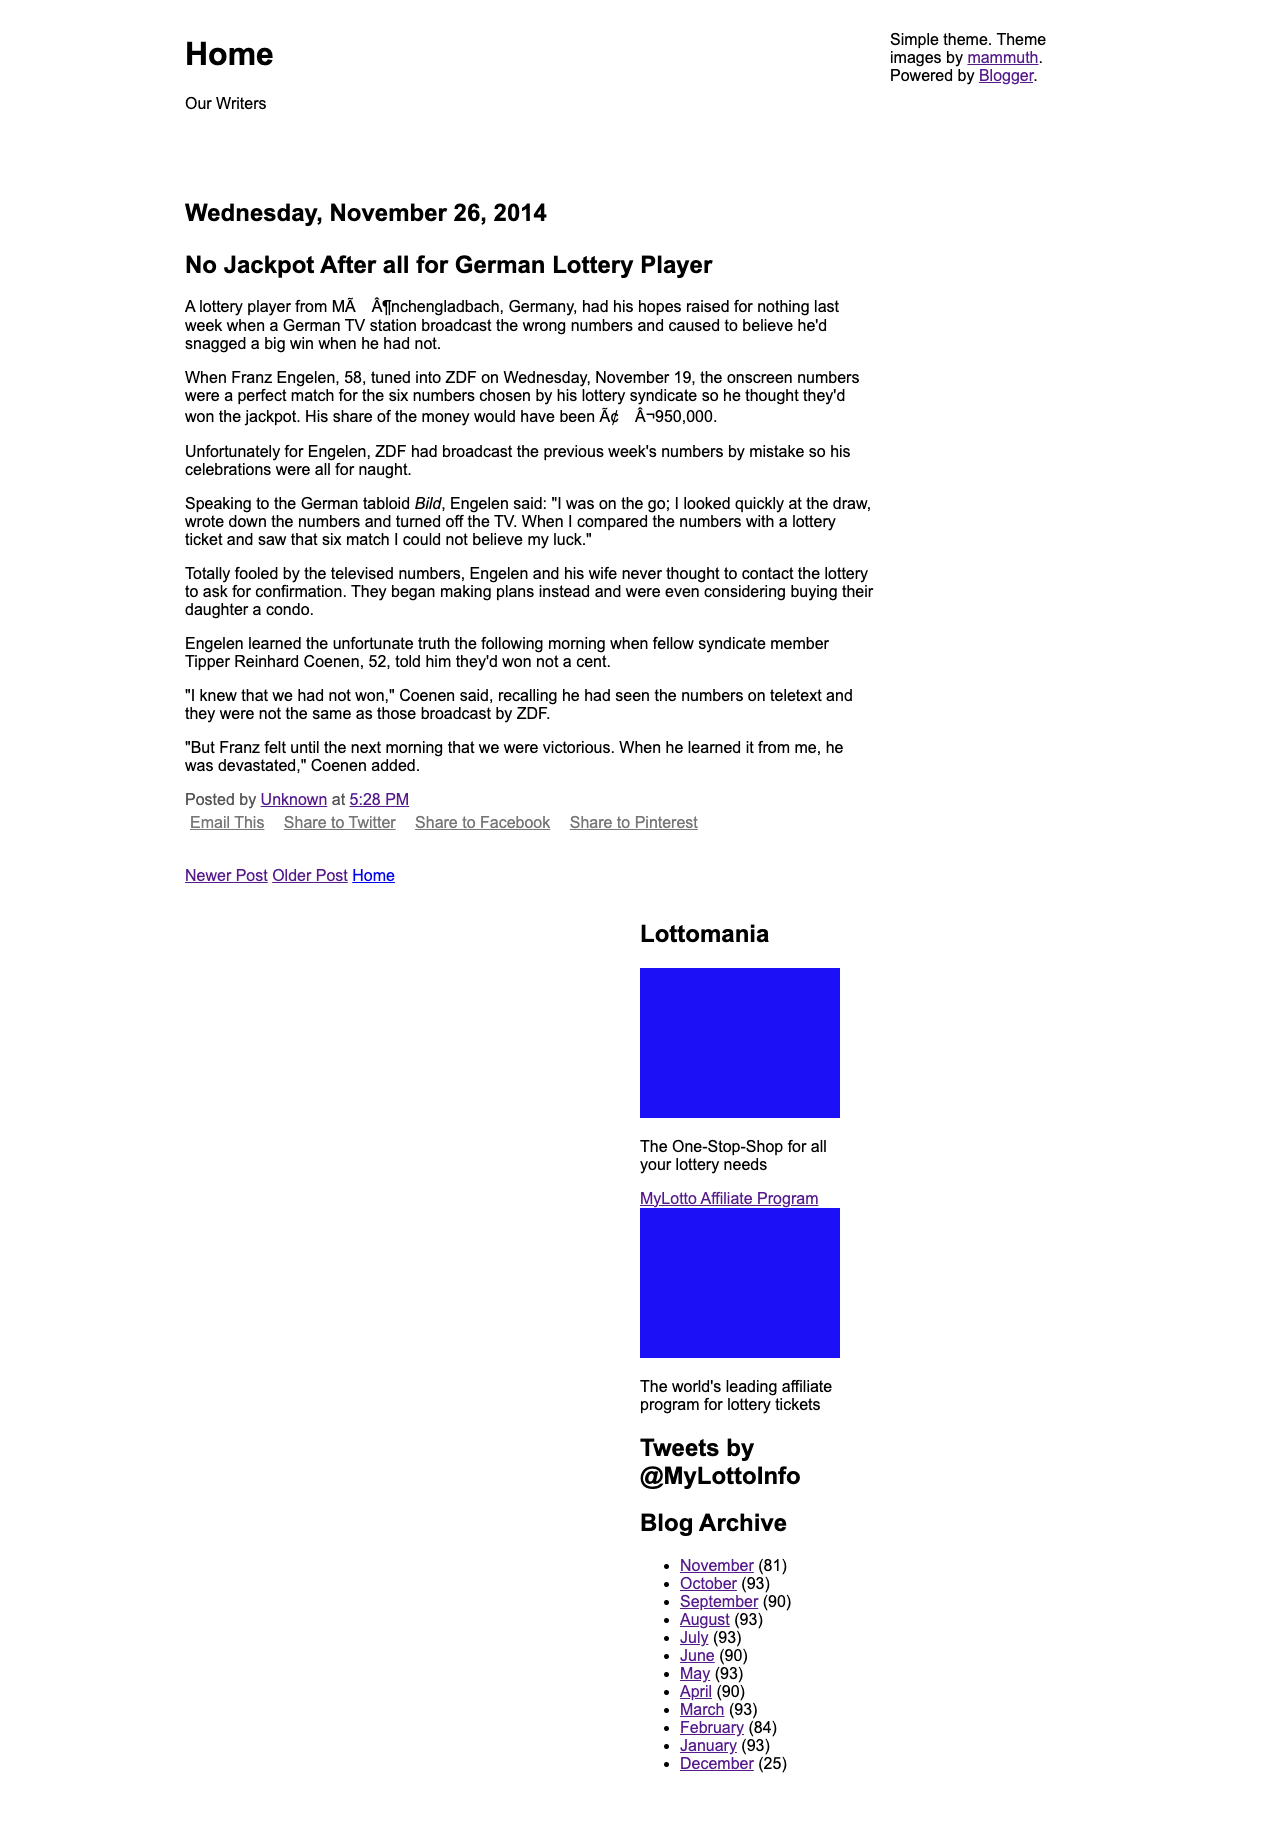 Home
Our Writers
Simple theme. Theme
images by mammuth.
Powered by Blogger.
Wednesday, November 26, 2014
No Jackpot After all for German Lottery Player
A lottery player from MÃ Â¶nchengladbach, Germany, had his hopes raised for nothing last
week when a German TV station broadcast the wrong numbers and caused to believe he'd
snagged a big win when he had not.
When Franz Engelen, 58, tuned into ZDF on Wednesday, November 19, the onscreen numbers
were a perfect match for the six numbers chosen by his lottery syndicate so he thought they'd
won the jackpot. His share of the money would have been Ã¢ Â¬950,000.
Unfortunately for Engelen, ZDF had broadcast the previous week's numbers by mistake so his
celebrations were all for naught.
Speaking to the German tabloid Bild, Engelen said: "I was on the go; I looked quickly at the draw,
wrote down the numbers and turned off the TV. When I compared the numbers with a lottery
ticket and saw that six match I could not believe my luck."
Totally fooled by the televised numbers, Engelen and his wife never thought to contact the lottery
to ask for confirmation. They began making plans instead and were even considering buying their
daughter a condo.
Engelen learned the unfortunate truth the following morning when fellow syndicate member
Tipper Reinhard Coenen, 52, told him they'd won not a cent.
"I knew that we had not won," Coenen said, recalling he had seen the numbers on teletext and
they were not the same as those broadcast by ZDF.
"But Franz felt until the next morning that we were victorious. When he learned it from me, he
was devastated," Coenen added.
Posted by Unknown at 5:28 PM
Email This Share to Twitter Share to Facebook Share to Pinterest
Newer Post Older Post Home
Lottomania
The One-Stop-Shop for all
your lottery needs
MyLotto Affiliate Program
The world's leading affiliate
program for lottery tickets
Tweets by
@MyLottoInfo
Blog Archive
November (81)
October (93)
September (90)
August (93)
July (93)
June (90)
May (93)
April (90)
March (93)
February (84)
January (93)
December (25)